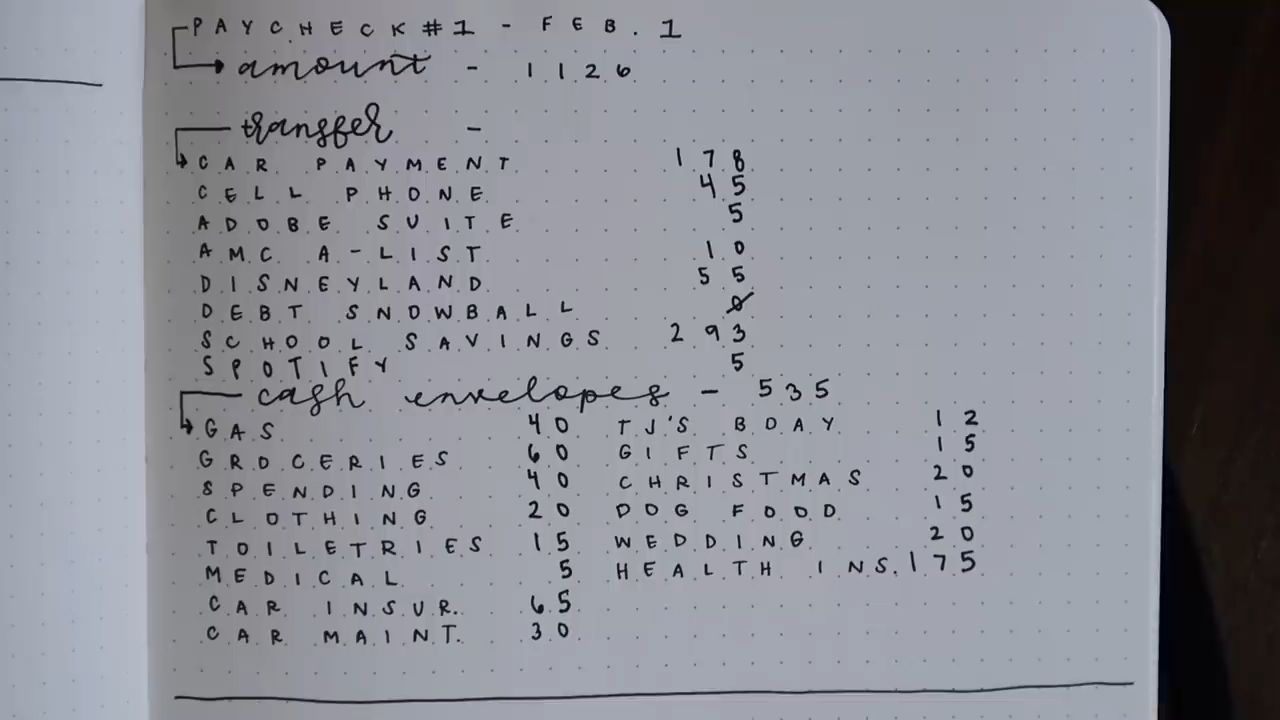 PAYCHECK #1 - FEB. 1
amount - 1126
transfer -
CAR PAYMENT 178
CELL PHONE 45
ADOBE SUITE 5
AMC A-LIST 10
DISNEYLAND 55
DEBT SNOWBALL 0
SCHOOL SAVINGS 293
SPOTIFY 5
cash envelopes - 535
GAS 40 TJ'S BDAY 12
GROCERIES 60 GIFTS 15
SPENDING 40 CHRISTMAS 20
CLOTHING 20 DOG FOOD 15
TOILETRIES 15 WEDDING 20
MEDICAL 5 HEALTH INS. 175
CAR INSUR. 65
CAR MAINT. 30